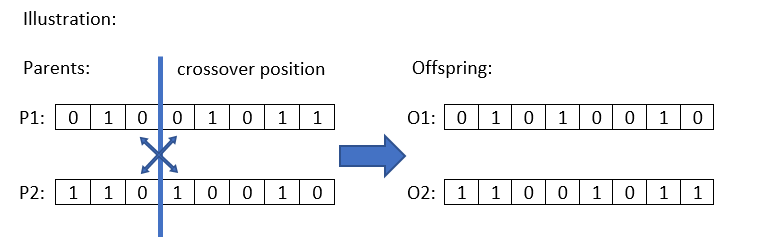 Illustration:
Parents: crossover position Offspring:
P1: 0 1 0 0 1 0 1 1 O1: 0 1 0 1 0 0 1 0
P2: 1 1 0 1 0 0 1 0 O2: 1 1 0 0 1 0 1 1